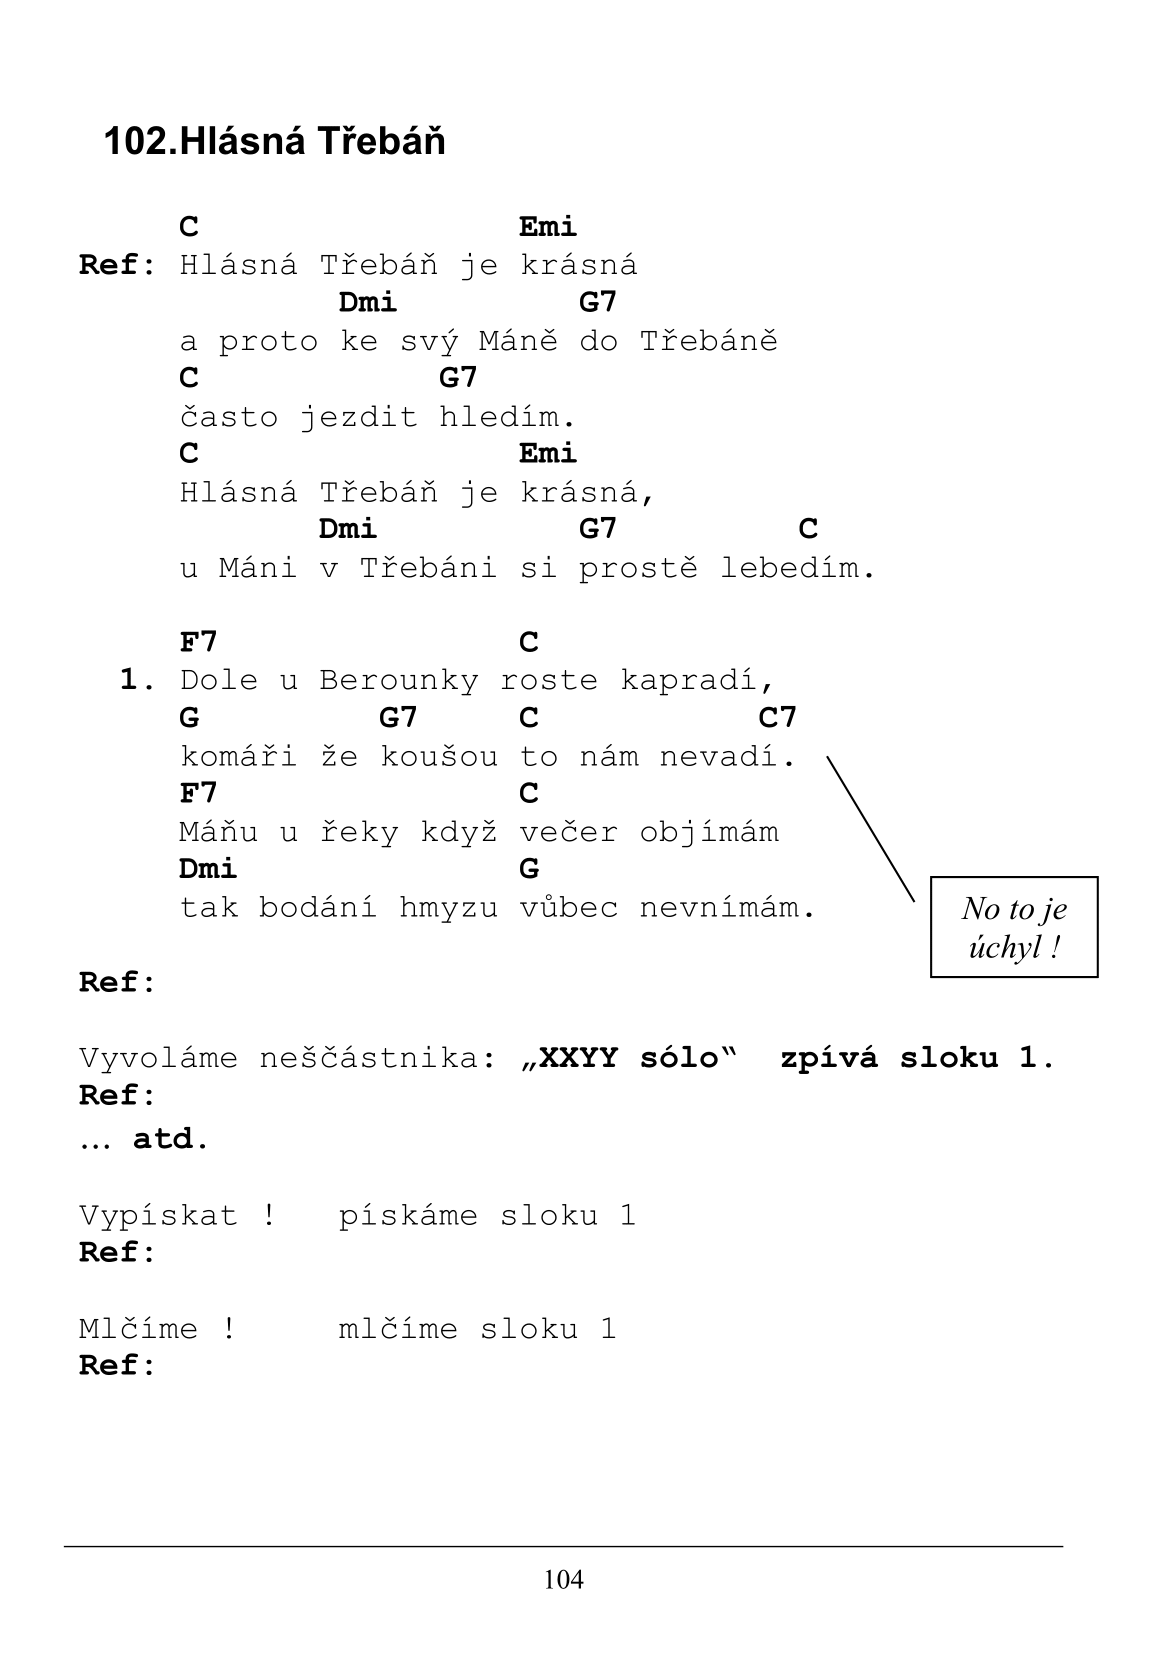 102.Hlásná Třebáň
C Emi
Ref: Hlásná Třebáň je krásná
Dmi G7
a proto ke svý Máně do Třebáně
C G7
často jezdit hledím.
C Emi
Hlásná Třebáň je krásná,
Dmi G7 C
u Máni v Třebáni si prostě lebedím.
F7 C
1. Dole u Berounky roste kapradí,
G G7 C C7
komáři že koušou to nám nevadí.
F7 C
Máňu u řeky když večer objímám
Dmi G
tak bodání hmyzu vůbec nevnímám.
No to je
úchyl !
Ref:
Vyvoláme neščástnika: „XXYY sólo“ zpívá sloku 1.
Ref:
… atd.
Vypískat ! pískáme sloku 1
Ref:
Mlčíme ! mlčíme sloku 1
Ref:
104